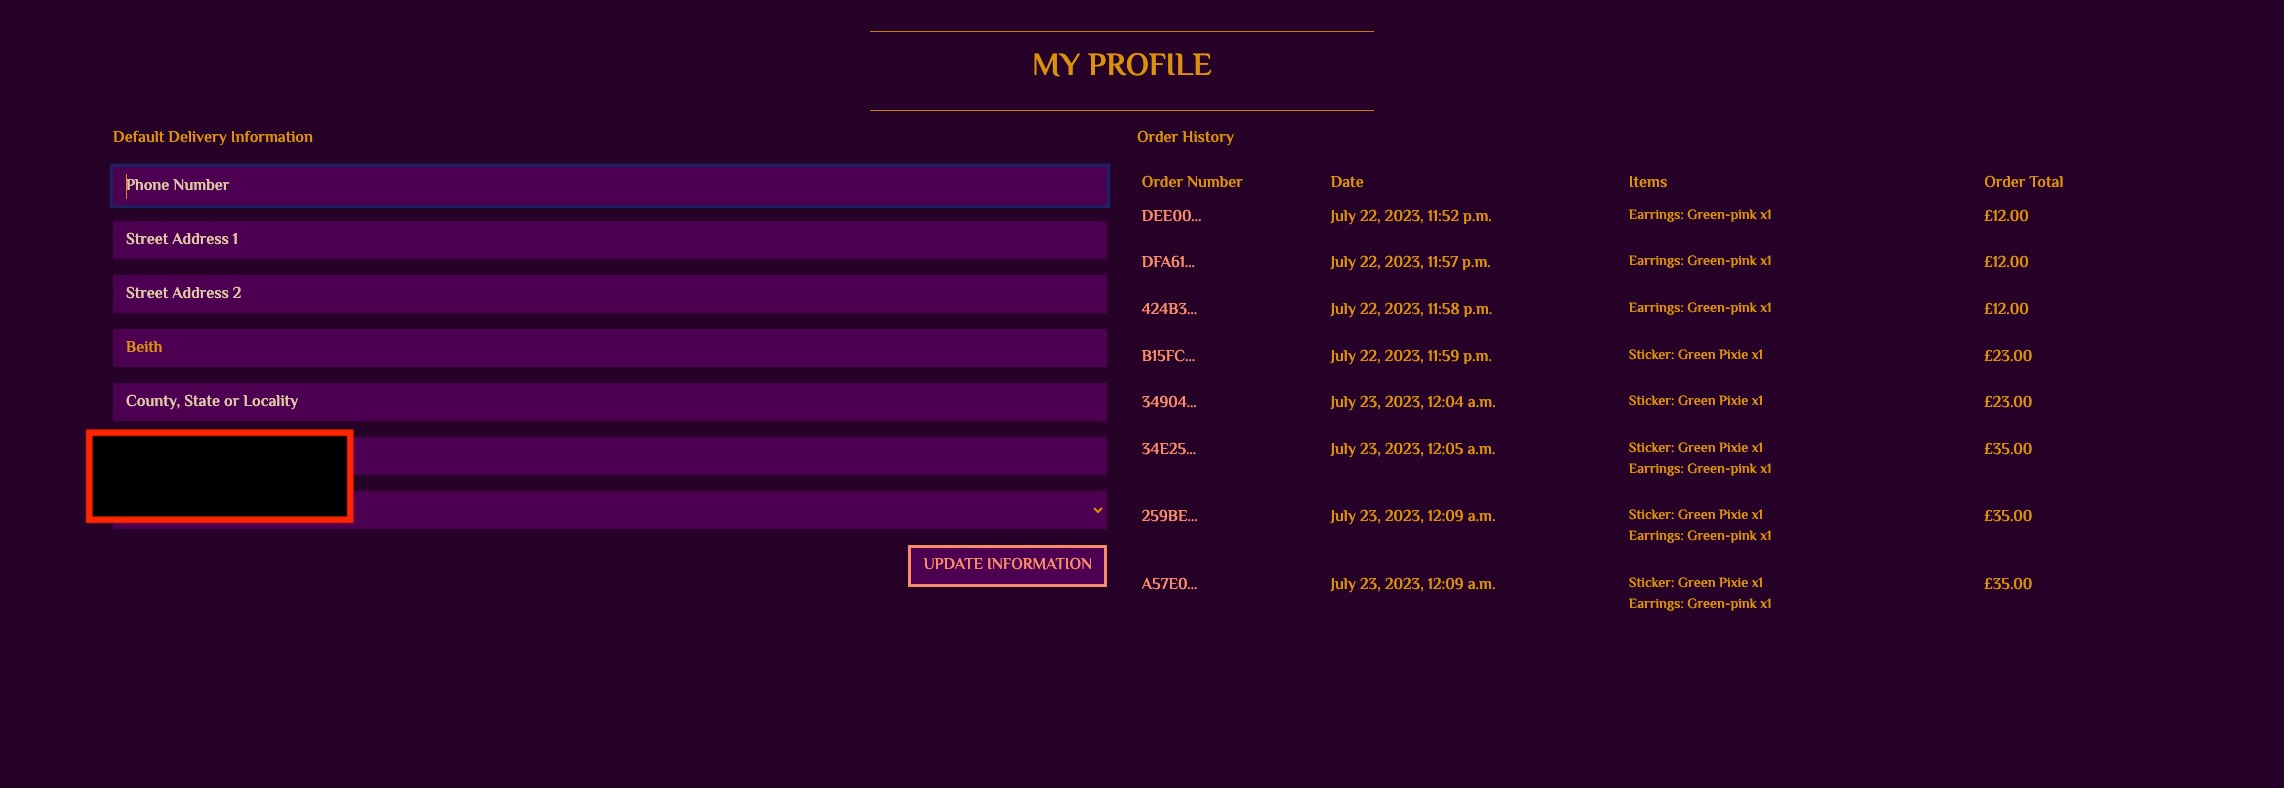 MY PROFILE
Default Delivery Information
Phone Number
Street Address 1
Street Address 2
Beith
County, State or Locality
UPDATE INFORMATION
Order History
Order Number Date Items Order Total
DEE00... July 22, 2023, 11:52 p.m. Earrings: Green-pink x1 £12.00
DFA61... July 22, 2023, 11:57 p.m. Earrings: Green-pink x1 £12.00
424B3... July 22, 2023, 11:58 p.m. Earrings: Green-pink x1 £12.00
B15FC... July 22, 2023, 11:59 p.m. Sticker: Green Pixie x1 £23.00
34904... July 23, 2023, 12:04 a.m. Sticker: Green Pixie x1 £23.00
34E25... July 23, 2023, 12:05 a.m. Sticker: Green Pixie x1 £35.00
Earrings: Green-pink x1
259BE... July 23, 2023, 12:09 a.m. Sticker: Green Pixie x1 £35.00
Earrings: Green-pink x1
A57E0... July 23, 2023, 12:09 a.m. Sticker: Green Pixie x1 £35.00
Earrings: Green-pink x1